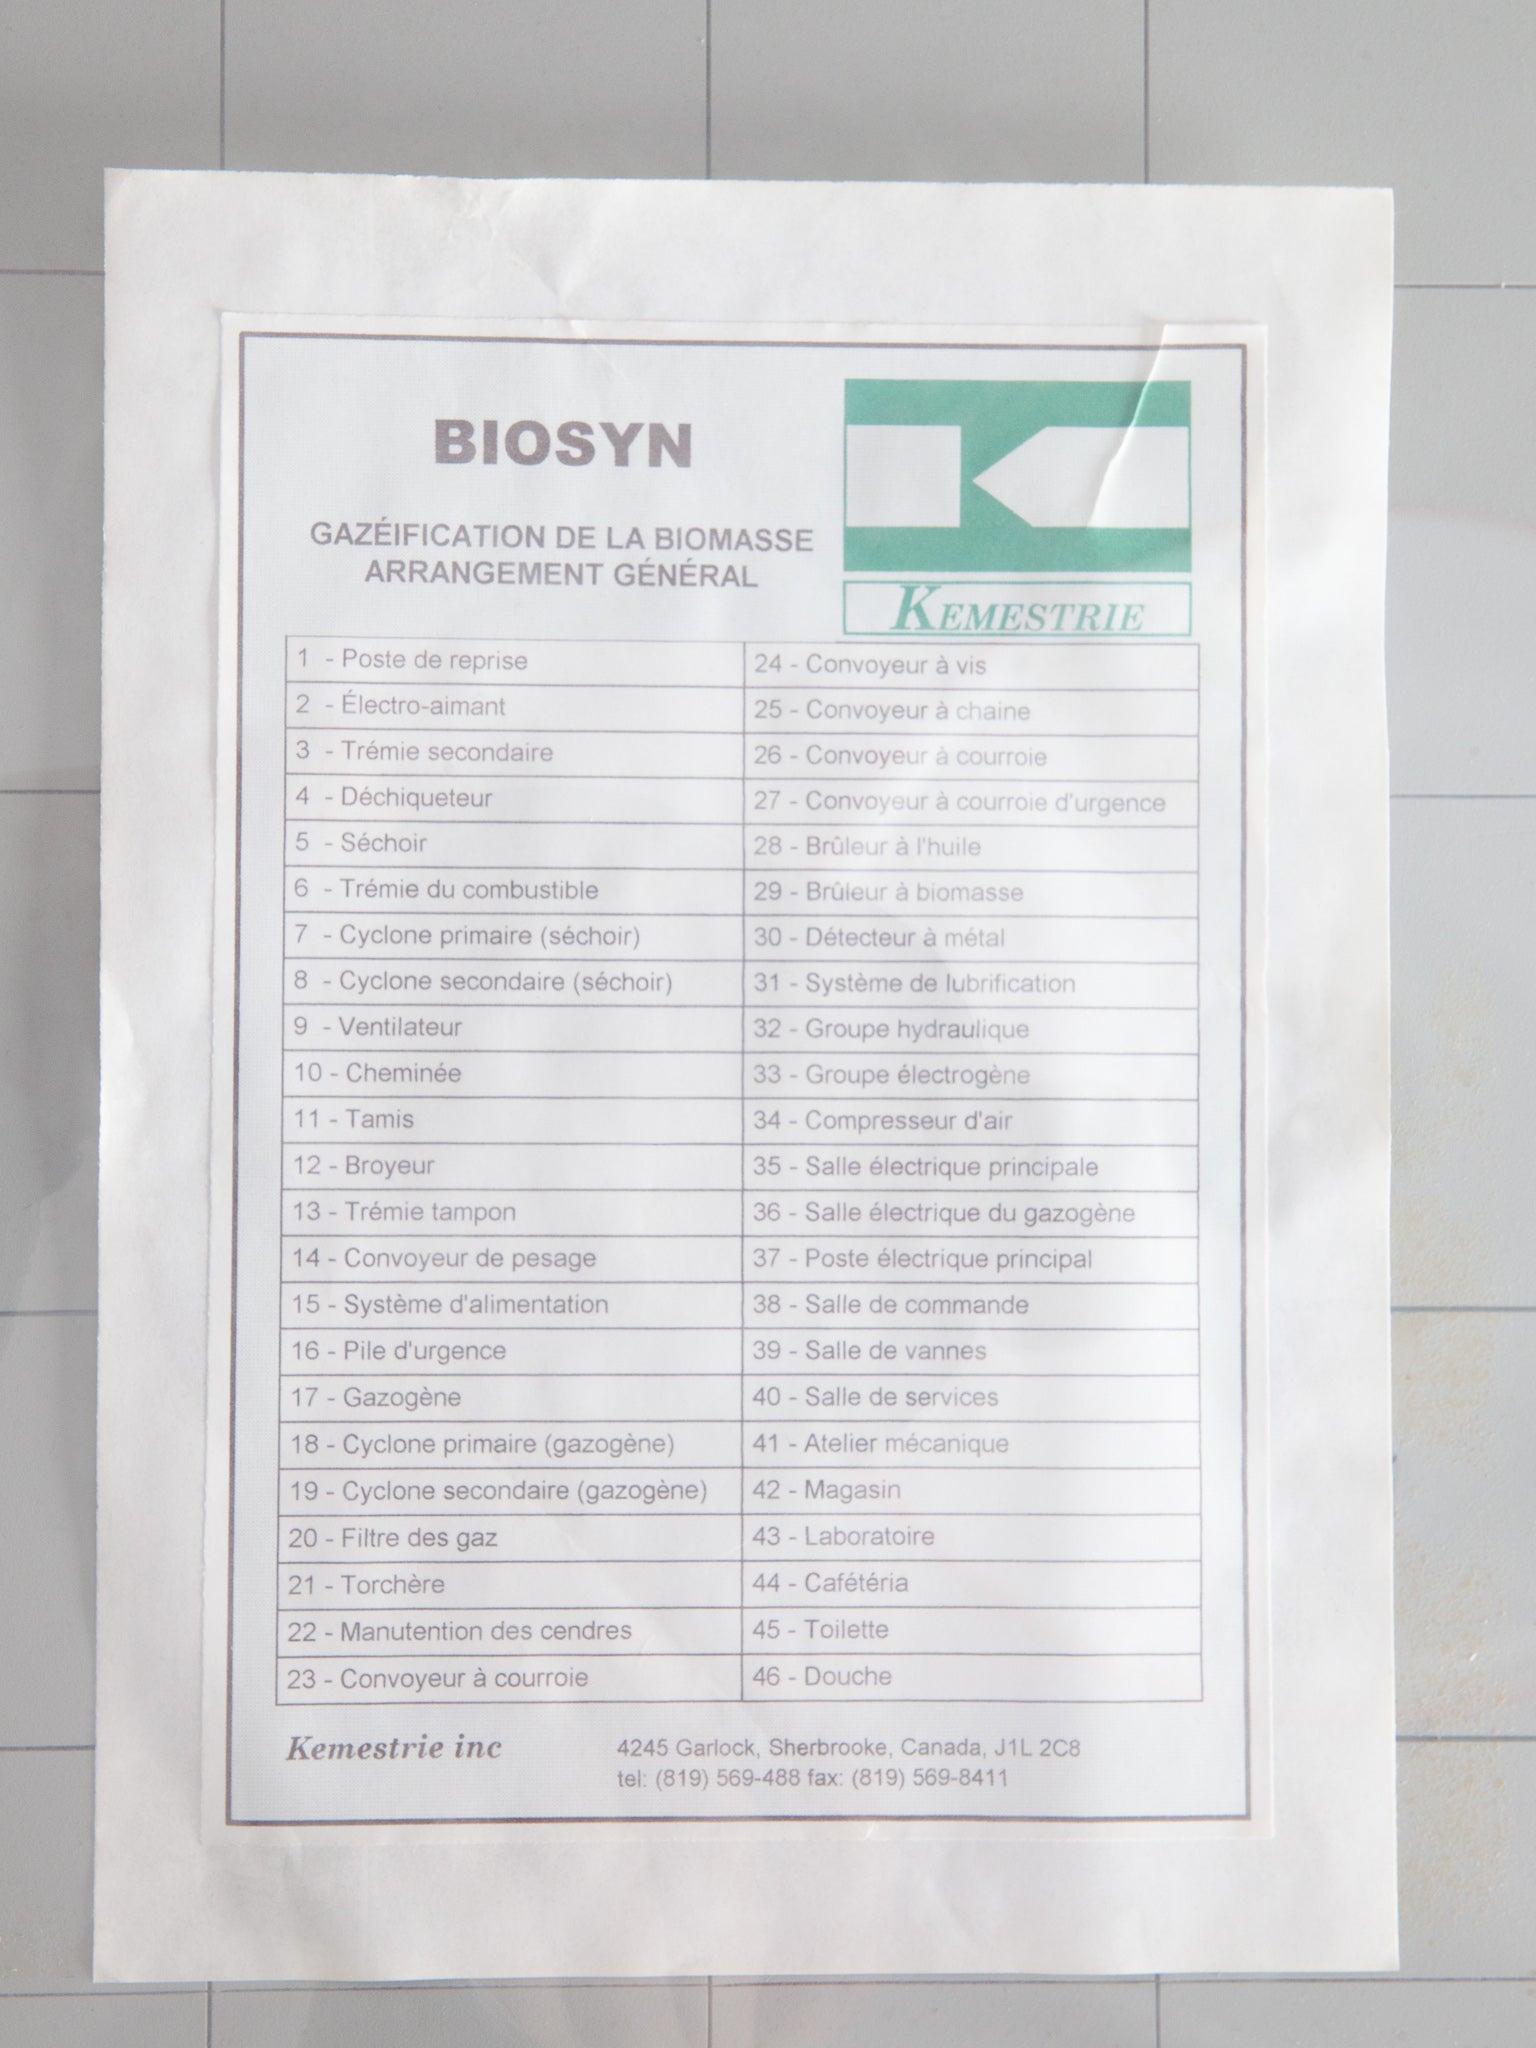 BIOSYN
GAZÉIFICATION DE LA BIOMASSE
ARRANGEMENT GÉNÉRAL
KEMESTRIE
1 - Poste de reprise
2 - Électro-aimant
3 - Trémie secondaire
4 - Déchiqueteur
5 - Séchoir
6 - Trémie du combustible
7 - Cyclone primaire (séchoir)
8 - Cyclone secondaire (séchoir)
9 - Ventilateur
10 - Cheminée
11 - Tamis
12 - Broyeur
13 - Trémie tampon
14 - Convoyeur de pesage
15 - Système d'alimentation
16 - Pile d'urgence
17 - Gazogène
18 - Cyclone primaire (gazogène)
19 - Cyclone secondaire (gazogène)
20 - Filtre des gaz
21 - Torchère
22 - Manutention des cendres
23 - Convoyeur à courroie
24 - Convoyeur à vis
25 - Convoyeur à chaine
26 - Convoyeur à courroie
27 - Convoyeur à courroie d'urgence
28 - Brûleur à l'huile
29 - Brûleur à biomasse
30 - Détecteur à métal
31 - Système de lubrification
32 - Groupe hydraulique
33 - Groupe électrogène
34 - Compresseur d'air
35 - Salle électrique principale
36 - Salle électrique du gazogène
37 - Poste électrique principal
38 - Salle de commande
39 - Salle de vannes
40 - Salle de services
41 - Atelier mécanique
42 - Magasin
43 - Laboratoire
44 - Cafétéria
45 - Toilette
46 - Douche
Kemestrie inc
4245 Garlock, Sherbrooke, Canada, J1L 2C8
tel: (819) 569-488 fax: (819) 569-8411